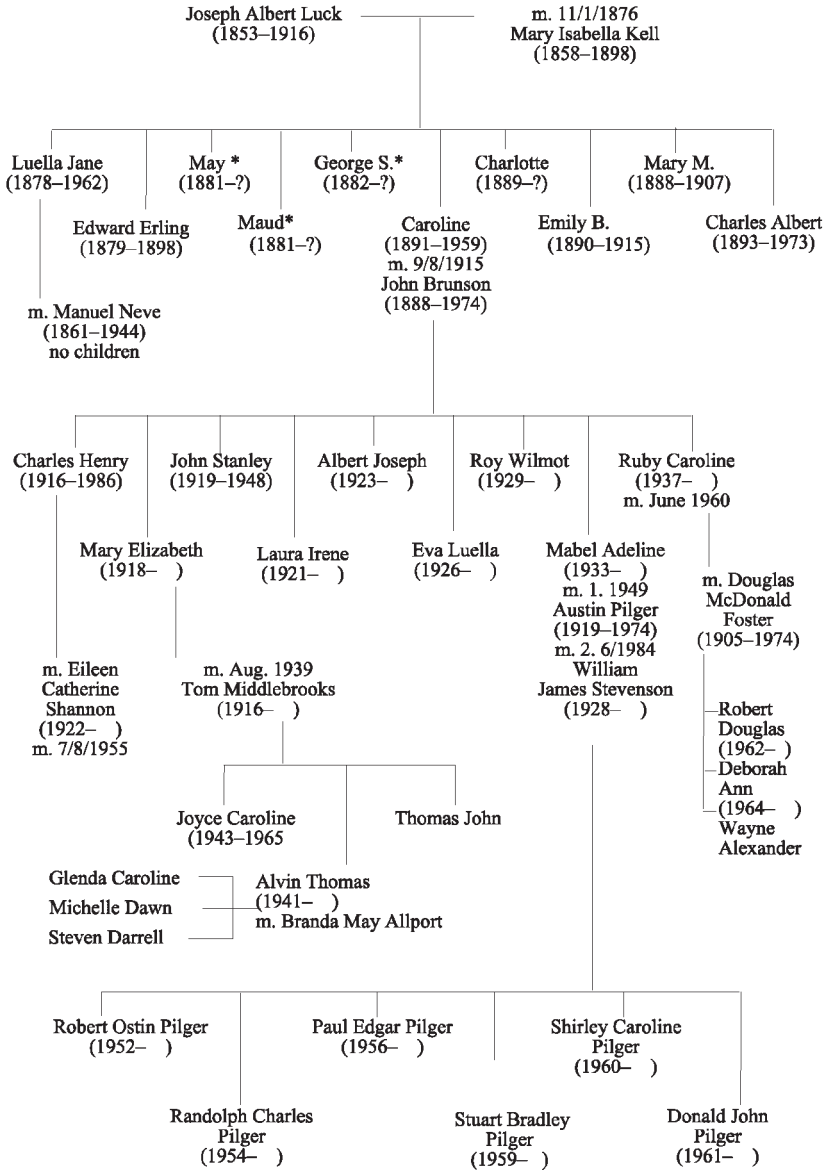 Joseph Albert Luck
(1853–1916)
m. 11/1/1876
Mary Isabella Kell
(1858–1898)
Luella Jane
(1878–1962)
May *
(1881–?)
George S.*
(1882–?)
Charlotte
(1889–?)
Mary M.
(1888–1907)
Edward Erling
(1879–1898)
Maud*
(1881–?)
Caroline
(1891–1959)
m. 9/8/1915
John Brunson
(1888–1974)
Emily B.
(1890–1915)
Charles Albert
(1893–1973)
m. Manuel Neve
(1861–1944)
no children
Charles Henry
(1916–1986)
John Stanley
(1919–1948)
Albert Joseph
(1923– )
Roy Wilmot
(1929– )
Ruby Caroline
(1937– )
m. June 1960
Mary Elizabeth
(1918– )
Laura Irene
(1921– )
Eva Luella
(1926– )
Mabel Adeline
(1933– )
m. 1. 1949
Austin Pilger
(1919–1974)
m. 2. 6/1984
William
James Stevenson
(1928– )
m. Douglas
McDonald
Foster
(1905–1974)
m. Eileen
Catherine
Shannon
(1922– )
m. 7/8/1955
m. Aug. 1939
Tom Middlebrooks
(1916– )
Robert
Douglas
(1962– )
Deborah
Ann
(1964– )
Wayne
Alexander
Joyce Caroline
(1943–1965
Thomas John
Glenda Caroline
Michelle Dawn
Steven Darrell
Alvin Thomas
(1941– )
m. Branda May Allport
Robert Ostin Pilger
(1952– )
Paul Edgar Pilger
(1956– )
Shirley Caroline
Pilger
(1960– )
Randolph Charles
Pilger
(1954– )
Stuart Bradley
Pilger
(1959– )
Donald John
Pilger
(1961– )